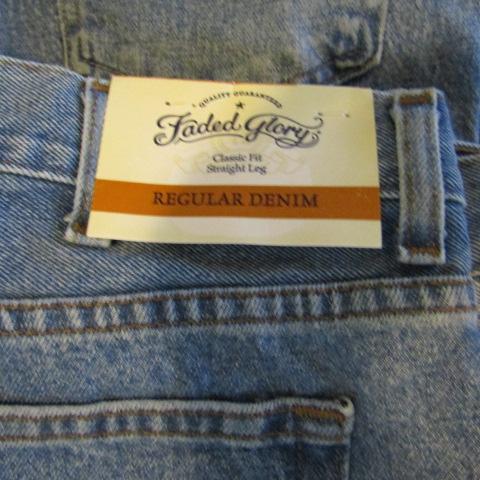 QUALITY GUARANTEED
Faded Glory
Classic Fit
Straight Leg
REGULAR DENIM